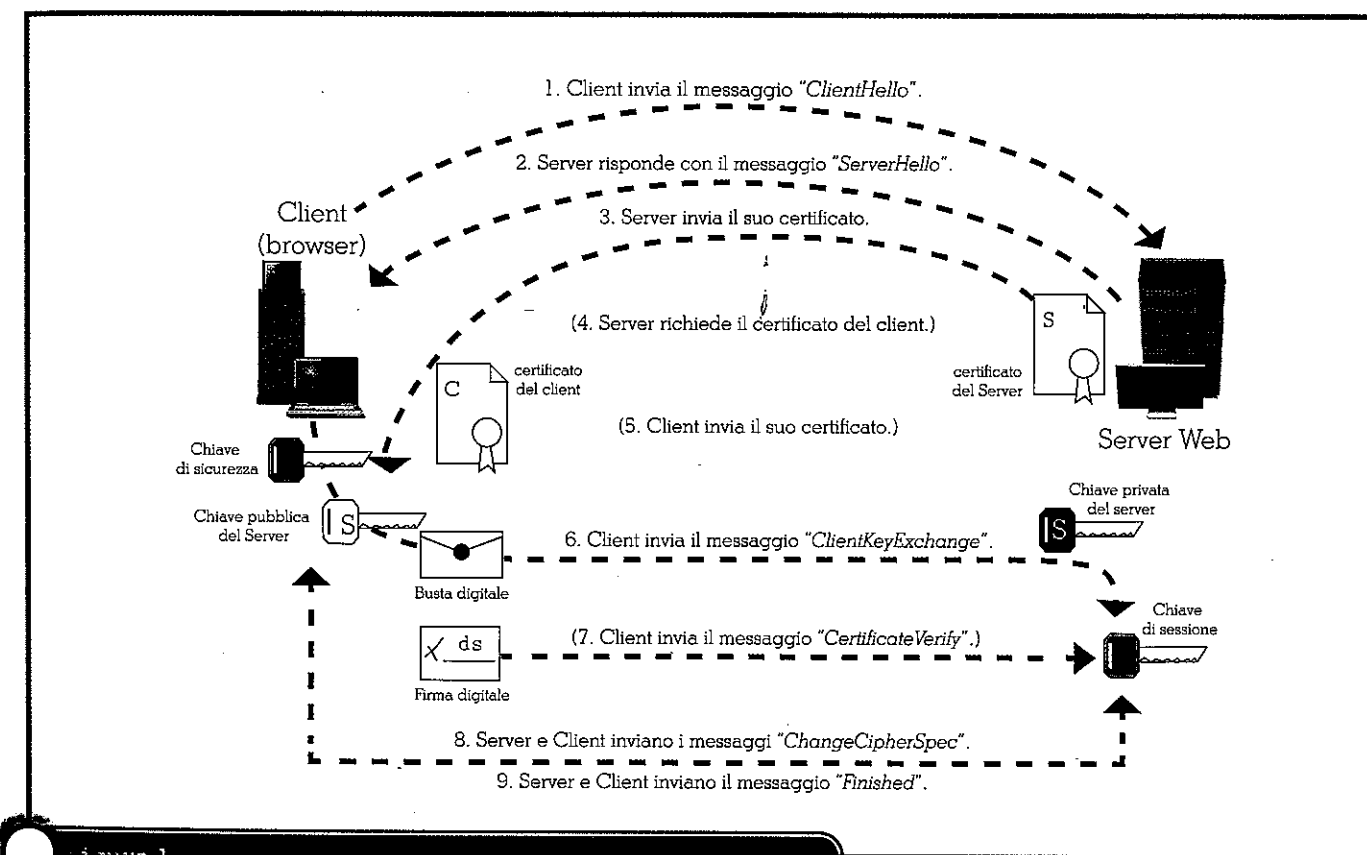 1. Client invia il messaggio "ClientHello".
2. Server risponde con il messaggio "ServerHello".
Client
(browser)
3. Server invia il suo certificato.
(4. Server richiede il certificato del client.)
S
certificato
del Server
C
certificato
del client
(5. Client invia il suo certificato.)
Server Web
Chiave
di sicurezza
Chiave pubblica
del Server
S
Chiave privata
del server
S
6. Client invia il messaggio "ClientKeyExchange".
Busta digitale
Chiave
di sessione
(7. Client invia il messaggio "CertificateVerify".)
ds
Firma digitale
8. Server e Client inviano i messaggi "ChangeCipherSpec".
9. Server e Client inviano il messaggio "Finished".